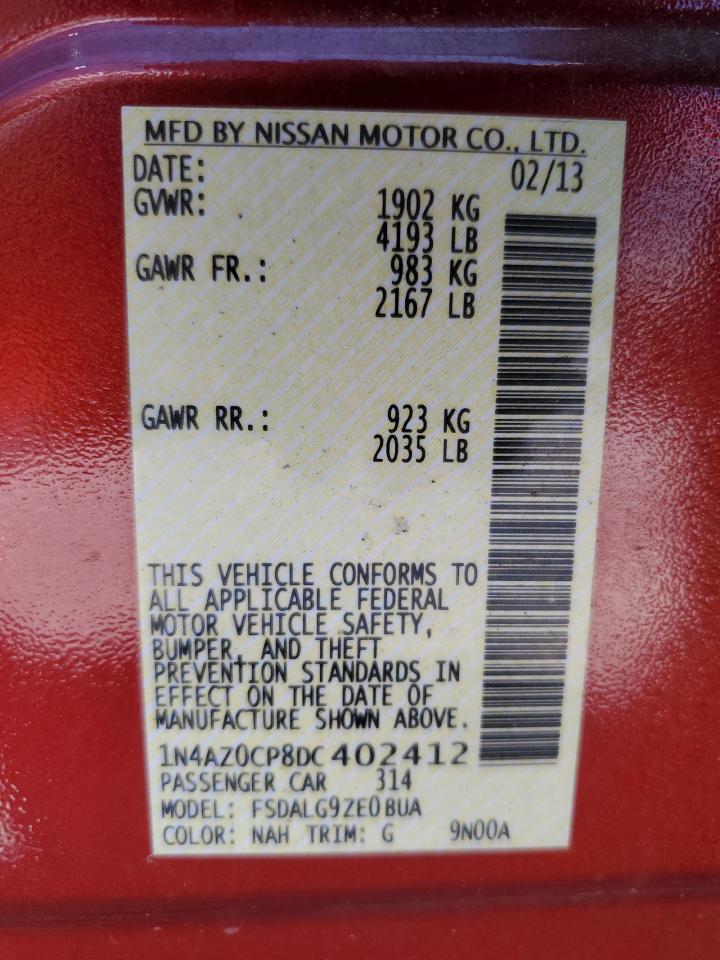 MFD BY NISSAN MOTOR CO., LTD.
DATE: 02/13
GVWR: 1902 KG
4193 LB
GAWR FR.: 983 KG
2167 LB
GAWR RR.: 923 KG
2035 LB
THIS VEHICLE CONFORMS TO
ALL APPLICABLE FEDERAL
MOTOR VEHICLE SAFETY,
BUMPER, AND THEFT
PREVENTION STANDARDS IN
EFFECT ON THE DATE OF
MANUFACTURE SHOWN ABOVE.
1N4AZ0CP8DC402412
PASSENGER CAR 314
MODEL: FSDALG9ZE0BUA
COLOR: NAH TRIM: G 9N00A